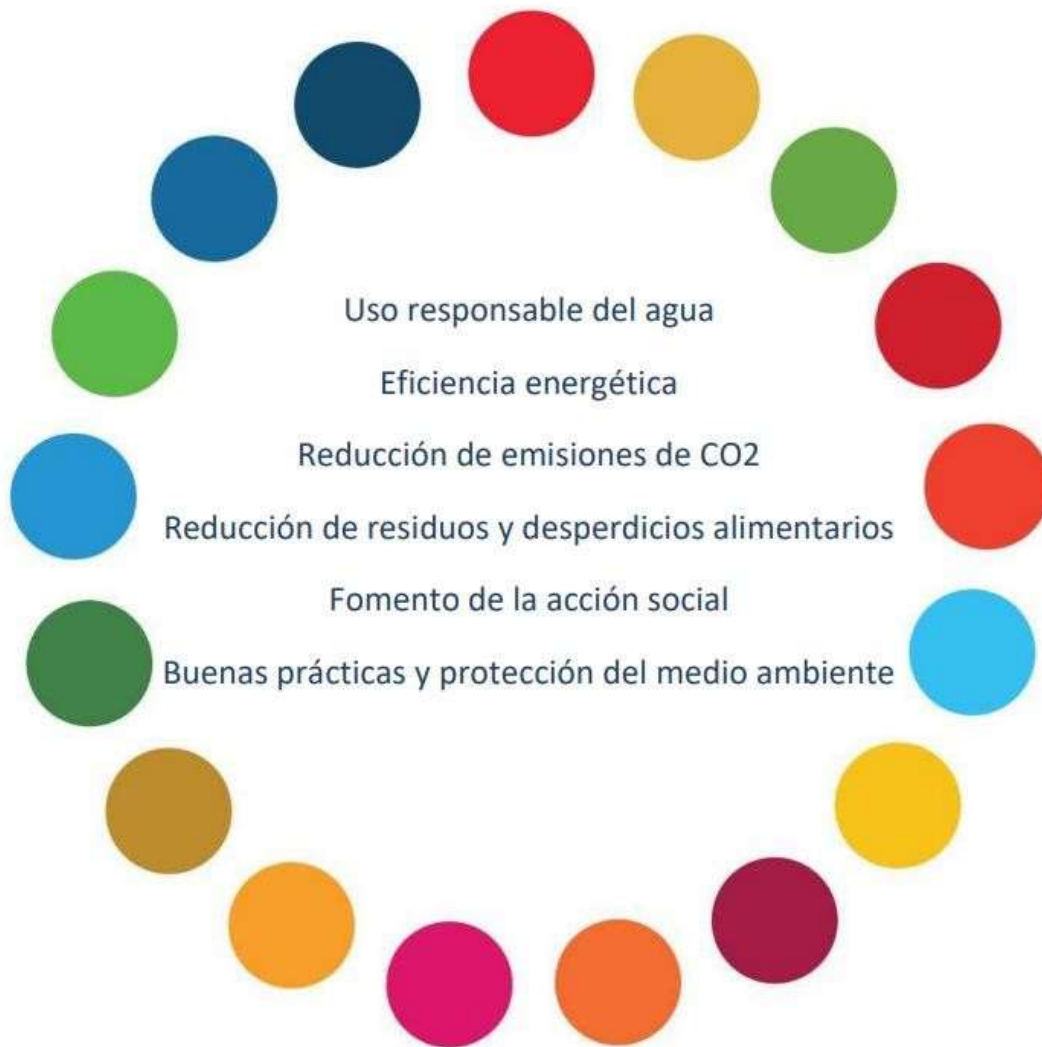 Uso responsable del agua
Eficiencia energética
Reducción de emisiones de CO2
Reducción de residuos y desperdicios alimentarios
Fomento de la acción social
Buenas prácticas y protección del medio ambiente